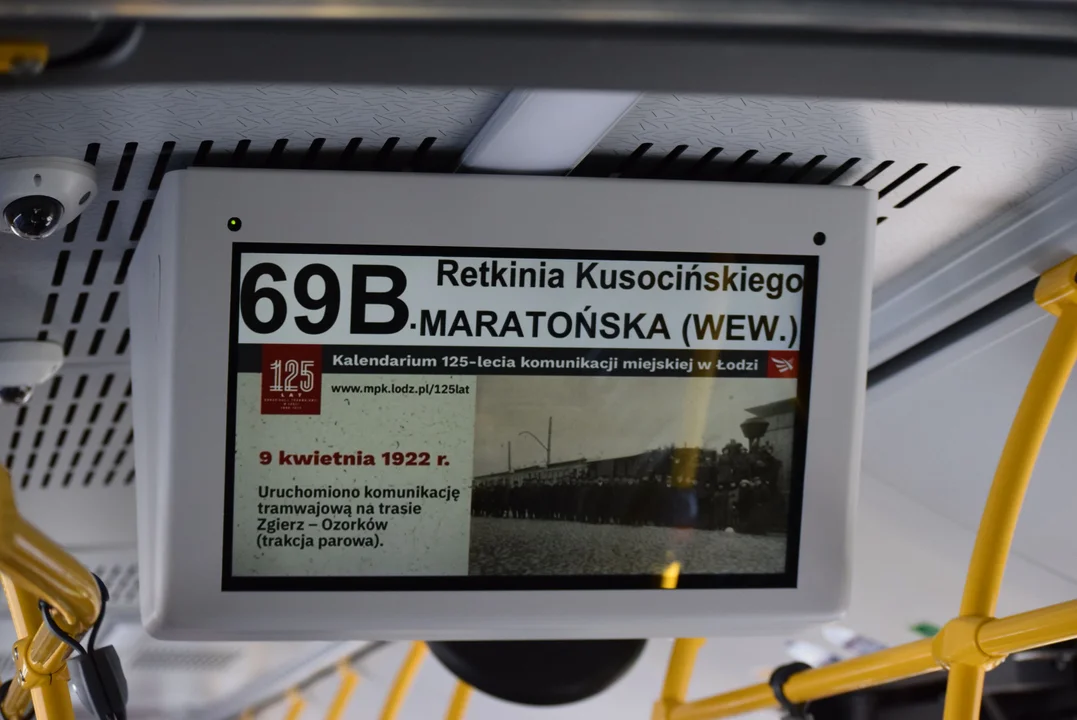 69B
Retkinia Kusocińskiego
·MARATOŃSKA (WEW.)
Kalendarium 125-lecia komunikacji miejskiej w Łodzi
125
LAT
www.mpk.lodz.pl/125lat
9 kwietnia 1922 r.
Uruchomiono komunikację
tramwajową na trasie
Zgierz – Ozorków
(trakcja parowa).